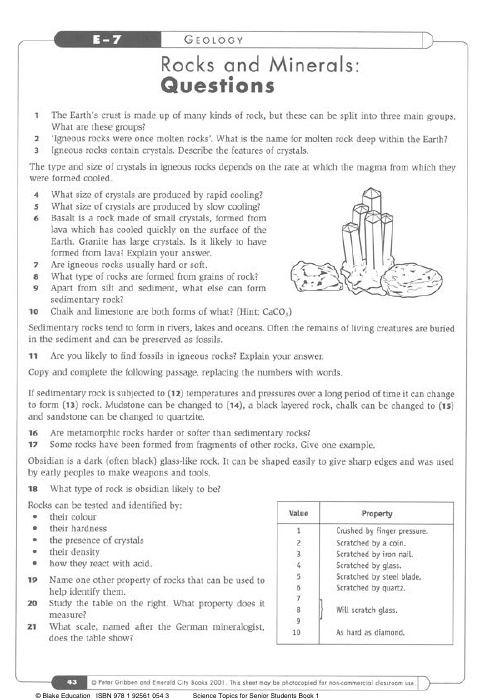 E-7 GEOLOGY
Rocks and Minerals:
Questions
1 The Earth's crust is made up of many kinds of rock, but these can be split into three main groups.
What are these groups?
2 'Igneous rocks were once molten rocks'. What is the name for molten rock deep within the Earth?
3 Igneous rocks contain crystals. Describe the features of crystals.
The type and size of crystals in igneous rocks depends on the rate at which the magma from which they
were formed cooled.
4 What size of crystals are produced by rapid cooling?
5 What size of crystals are produced by slow cooling?
6 Basalt is a rock made of small crystals, formed from
lava which has cooled quickly on the surface of the
Earth. Granite has large crystals. Is it likely to have
formed from lava? Explain your answer.
7 Are igneous rocks usually hard or soft.
8 What type of rocks are formed from grains of rock?
9 Apart from silt and sediment, what else can form
sedimentary rock?
10 Chalk and limestone are both forms of what? (Hint: CaCO₃)
Sedimentary rocks tend to form in rivers, lakes and oceans. Often the remains of living creatures are buried
in the sediment and can be preserved as fossils.
11 Are you likely to find fossils in igneous rocks? Explain your answer.
Copy and complete the following passage, replacing the numbers with words.
If sedimentary rock is subjected to (12) temperatures and pressures over a long period of time it can change
to form (13) rock. Mudstone can be changed to (14), a black layered rock, chalk can be changed to (15)
and sandstone can be changed to quartzite.
16 Are metamorphic rocks harder or softer than sedimentary rocks?
17 Some rocks have been formed from fragments of other rocks. Give one example.
Obsidian is a dark (often black) glass-like rock. It can be shaped easily to give sharp edges and was used
by early peoples to make weapons and tools.
18 What type of rock is obsidian likely to be?
Rocks can be tested and identified by:
• their colour
• their hardness
• the presence of crystals
• their density
• how they react with acid.
19 Name one other property of rocks that can be used to
help identify them.
20 Study the table on the right. What property does it
measure?
21 What scale, named after the German mineralogist,
does the table show?
Value Property
1 Crushed by finger pressure.
2 Scratched by a coin.
3 Scratched by iron nail.
4 Scratched by glass.
5 Scratched by steel blade.
6 Scratched by quartz.
7
8 Will scratch glass.
9
10 As hard as diamond.
43 © Peter Gribben and Emerald City Books 2001. This sheet may be photocopied for non-commercial classroom use.
© Blake Education ISBN 978 1 92561 054 3 Science Topics for Senior Students Book 1